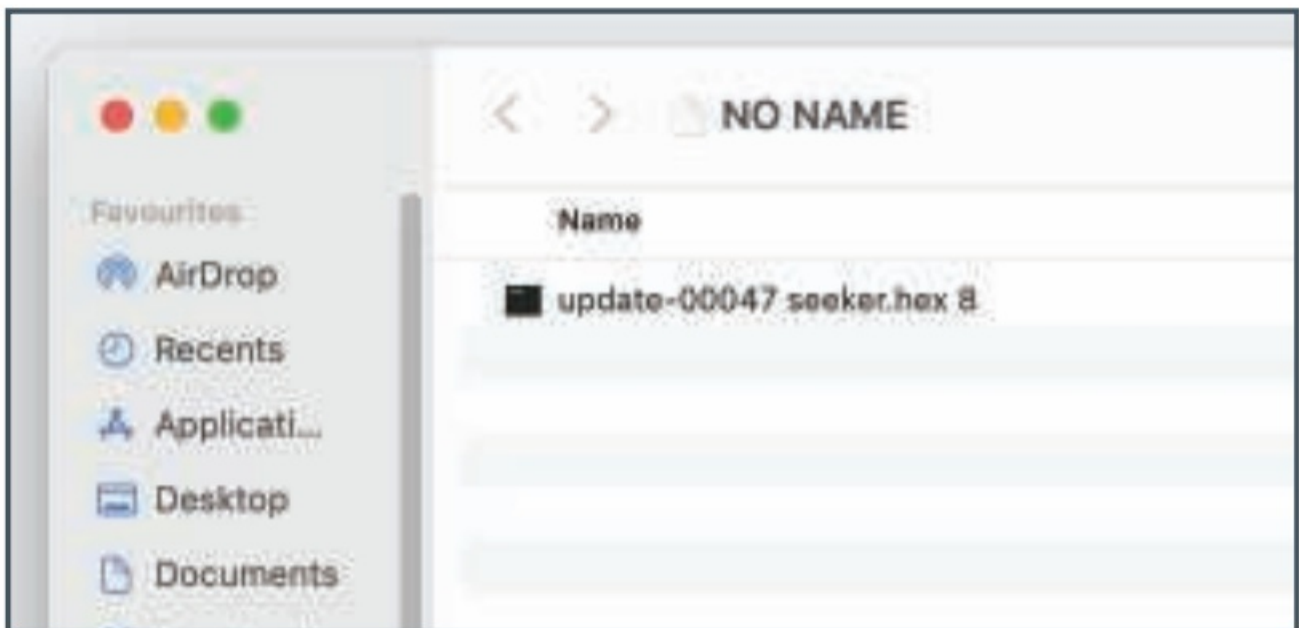 NO NAME
Favourites
Name
AirDrop
update-00047 seeker.hex 8
Recents
Applicati...
Desktop
Documents